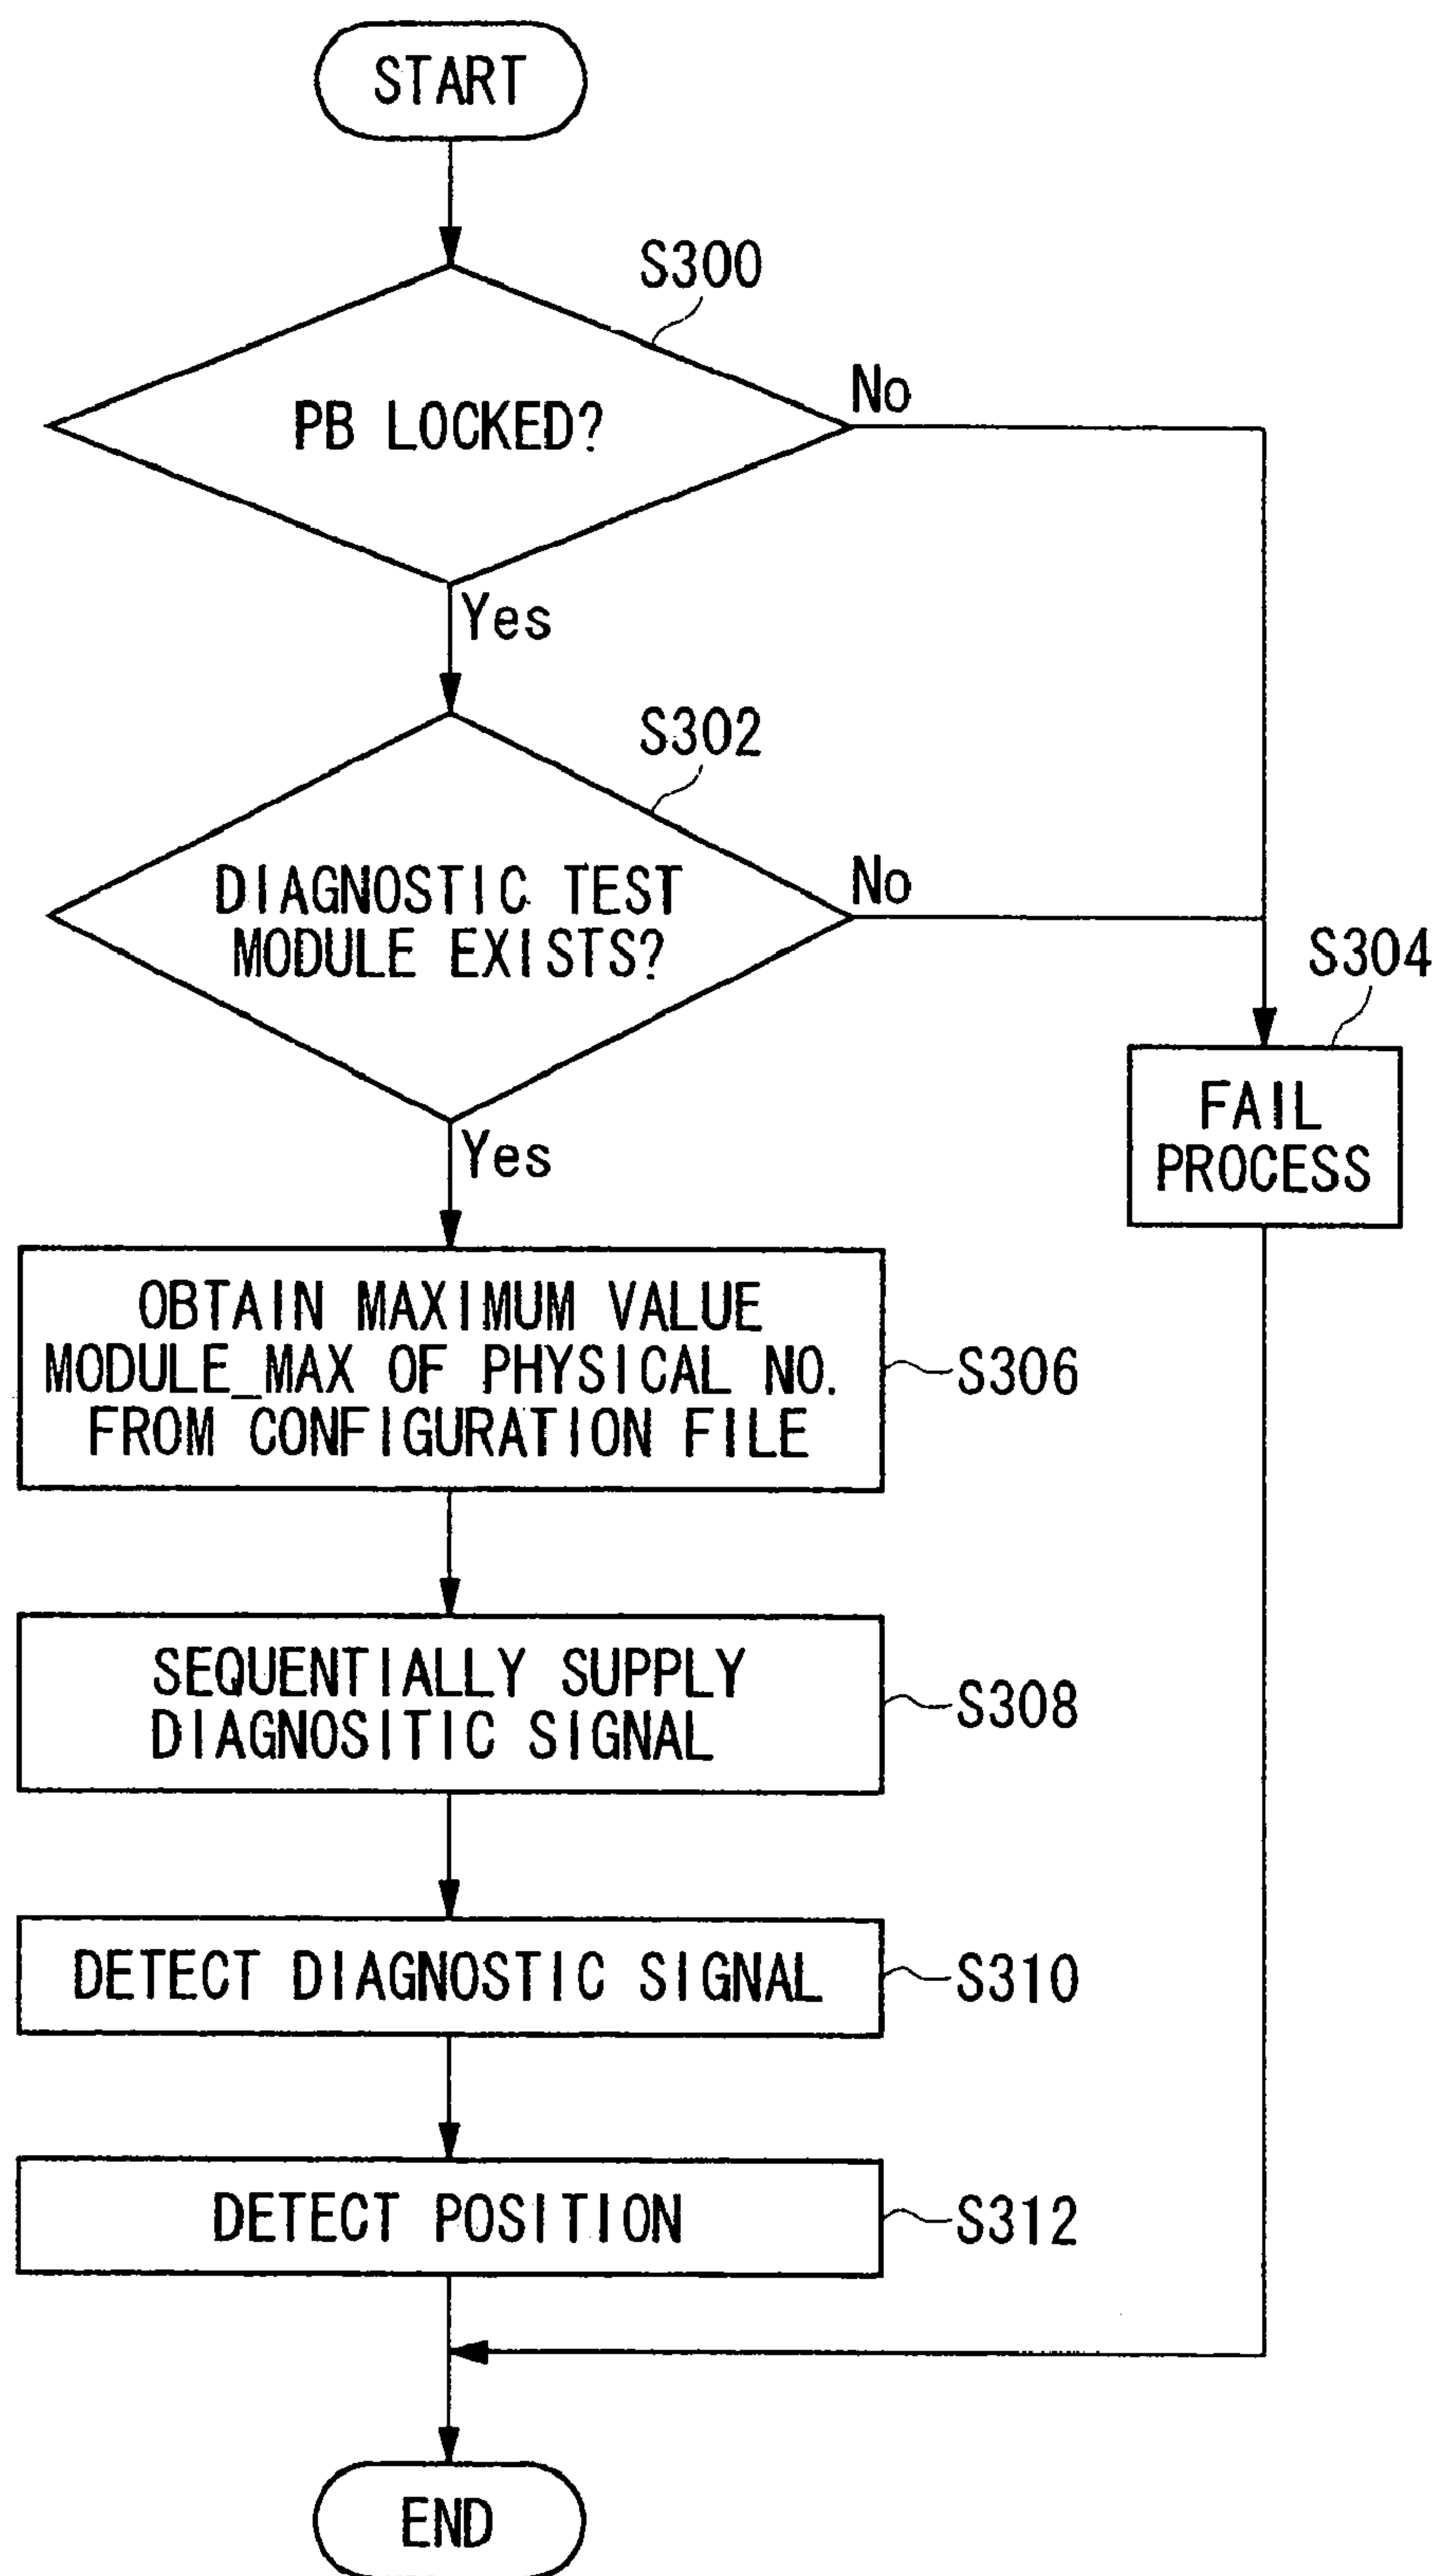 START
S300
PB LOCKED?
No
Yes
S302
DIAGNOSTIC TEST
MODULE EXISTS?
No
S304
FAIL
PROCESS
Yes
OBTAIN MAXIMUM VALUE
MODULE_MAX OF PHYSICAL NO.
FROM CONFIGURATION FILE
S306
SEQUENTIALLY SUPPLY
DIAGNOSITIC SIGNAL
S308
DETECT DIAGNOSTIC SIGNAL
S310
DETECT POSITION
S312
END